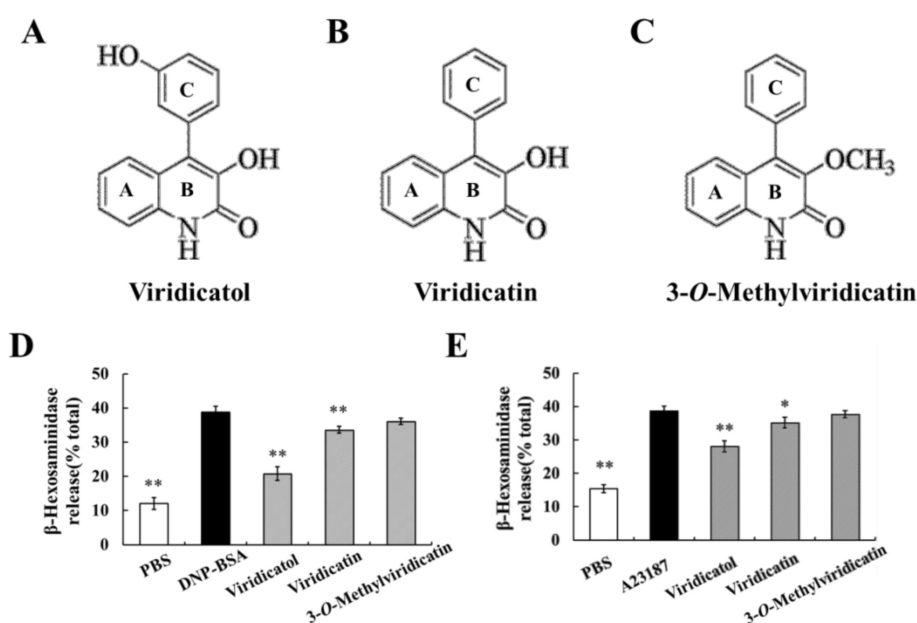 A
B
C
HO
C
OH
A
B
N
H
O
Viridicatol
C
OH
A
B
N
H
O
Viridicatin
C
OCH3
A
B
N
H
O
3-O-Methylviridicatin
D
β-Hexosaminidase
release(% total)
50
40
30
20
10
0
**
**
**
PBS
DNP-BSA
Viridicatol
Viridicatin
3-O-Methylviridicatin
E
β-Hexosaminidase
release(% total)
50
40
30
20
10
0
**
**
*
PBS
A23187
Viridicatol
Viridicatin
3-O-Methylviridicatin